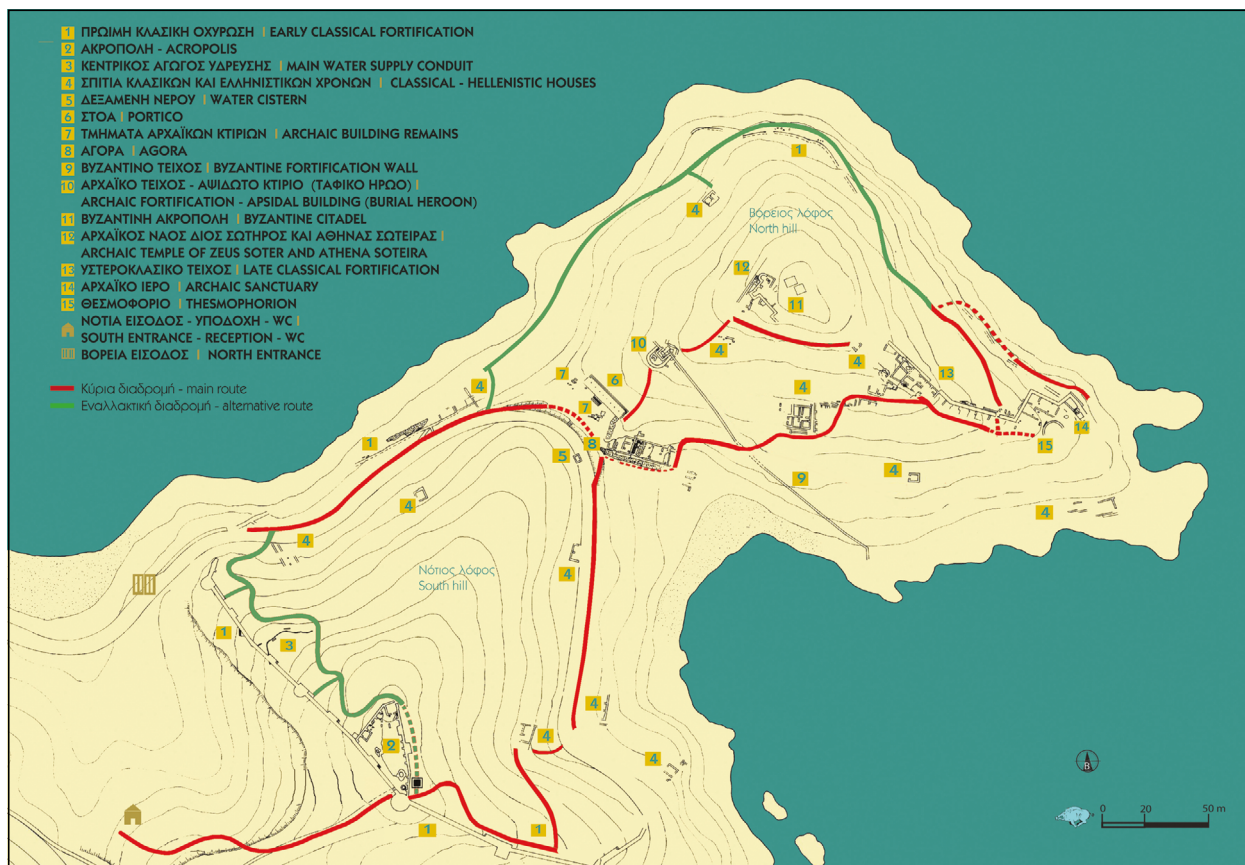 1 ΠΡΩΙΜΗ ΚΛΑΣΙΚΗ ΟΧΥΡΩΣΗ | EARLY CLASSICAL FORTIFICATION
2 ΑΚΡΟΠΟΛΗ - ACROPOLIS
3 ΚΕΝΤΡΙΚΟΣ ΑΓΩΓΟΣ ΥΔΡΕΥΣΗΣ | MAIN WATER SUPPLY CONDUIT
4 ΣΠΙΤΙΑ ΚΛΑΣΙΚΩΝ ΚΑΙ ΕΛΛΗΝΙΣΤΙΚΩΝ ΧΡΟΝΩΝ | CLASSICAL - HELLENISTIC HOUSES
5 ΔΕΞΑΜΕΝΗ ΝΕΡΟΥ | WATER CISTERN
6 ΣΤΟΑ | PORTICO
7 ΤΜΗΜΑΤΑ ΑΡΧΑΪΚΩΝ ΚΤΙΡΙΩΝ | ARCHAIC BUILDING REMAINS
8 ΑΓΟΡΑ | AGORA
9 ΒΥΖΑΝΤΙΝΟ ΤΕΙΧΟΣ | BYZANTINE FORTIFICATION WALL
10 ΑΡΧΑΪΚΟ ΤΕΙΧΟΣ - ΑΨΙΔΩΤΟ ΚΤΙΡΙΟ (ΤΑΦΙΚΟ ΗΡΩΟ) |
ARCHAIC FORTIFICATION - APSIDAL BUILDING (BURIAL HEROON)
11 ΒΥΖΑΝΤΙΝΗ ΑΚΡΟΠΟΛΗ | BYZANTINE CITADEL
12 ΑΡΧΑΪΚΟΣ ΝΑΟΣ ΔΙΟΣ ΣΩΤΗΡΟΣ ΚΑΙ ΑΘΗΝΑΣ ΣΩΤΕΙΡΑΣ |
ARCHAIC TEMPLE OF ZEUS SOTER AND ATHENA SOTEIRA
13 ΥΣΤΕΡΟΚΛΑΣΙΚΟ ΤΕΙΧΟΣ | LATE CLASSICAL FORTIFICATION
14 ΑΡΧΑΪΚΟ ΙΕΡΟ | ARCHAIC SANCTUARY
15 ΘΕΣΜΟΦΟΡΙΟ | THESMOPHORION
ΝΟΤΙΑ ΕΙΣΟΔΟΣ - ΥΠΟΔΟΧΗ - WC |
SOUTH ENTRANCE - RECEPTION - WC
ΒΟΡΕΙΑ ΕΙΣΟΔΟΣ | NORTH ENTRANCE
Κύρια διαδρομή - main route
Εναλλακτική διαδρομή - alternative route
1
4
Βόρειος λόφος
North hill
12
11
10
4
4
7
6
4
4
13
7
14
1
8
15
5
4
9
4
4
4
Νότιος λόφος
South hill
4
1
3
4
4
2
4
Β
0 20 50 m
1
1